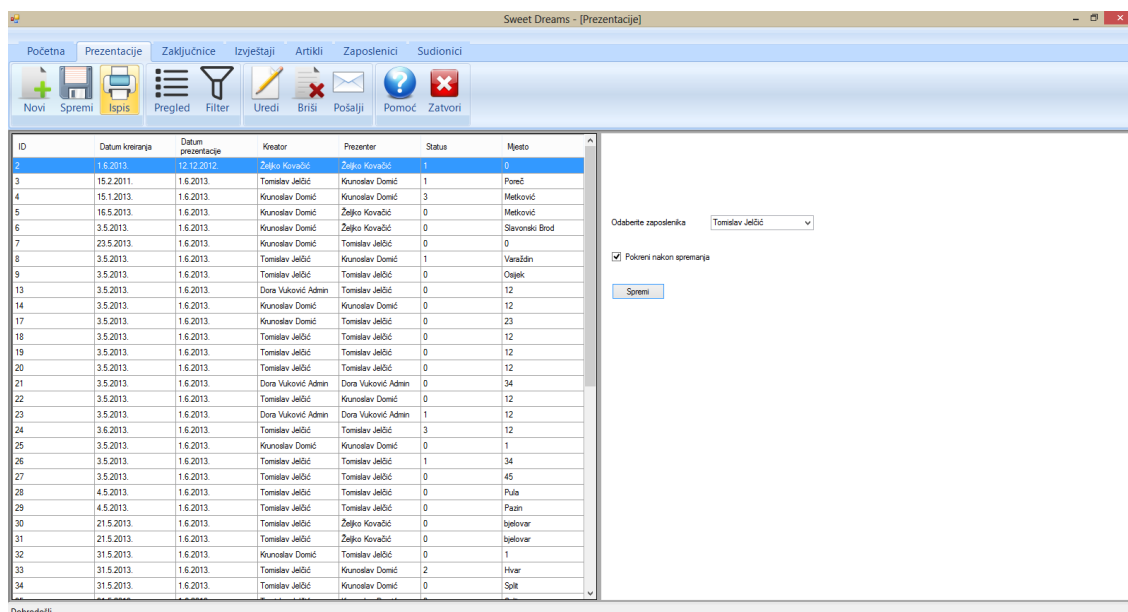 Sweet Dreams - [Prezentacije]
Početna Prezentacije Zaključnice Izvještaji Artikli Zaposlenici Sudionici
Novi Spremi Ispis Pregled Filter Uredi Briši Pošalji Pomoć Zatvori
ID Datum kreiranja Datum prezentacije Kreator Prezenter Status Mjesto
2 1.6.2013. 12.12.2012. Željko Kovačić Željko Kovačić 1 0
3 15.2.2011. 1.6.2013. Tomislav Jelčić Krunoslav Domić 1 Poreč
4 15.1.2013. 1.6.2013. Krunoslav Domić Krunoslav Domić 3 Metković
5 16.5.2013. 1.6.2013. Krunoslav Domić Željko Kovačić 0 Metković
6 3.5.2013. 1.6.2013. Krunoslav Domić Željko Kovačić 0 Slavonski Brod
7 23.5.2013. 1.6.2013. Krunoslav Domić Tomislav Jelčić 0 0
8 3.5.2013. 1.6.2013. Tomislav Jelčić Krunoslav Domić 1 Varaždin
9 3.5.2013. 1.6.2013. Tomislav Jelčić Tomislav Jelčić 0 Osijek
13 3.5.2013. 1.6.2013. Dora Vuković Admin Tomislav Jelčić 0 12
14 3.5.2013. 1.6.2013. Krunoslav Domić Krunoslav Domić 0 12
17 3.5.2013. 1.6.2013. Krunoslav Domić Tomislav Jelčić 0 23
18 3.5.2013. 1.6.2013. Tomislav Jelčić Tomislav Jelčić 0 12
19 3.5.2013. 1.6.2013. Tomislav Jelčić Tomislav Jelčić 0 12
20 3.5.2013. 1.6.2013. Tomislav Jelčić Tomislav Jelčić 0 12
21 3.5.2013. 1.6.2013. Dora Vuković Admin Dora Vuković Admin 0 34
22 3.5.2013. 1.6.2013. Tomislav Jelčić Krunoslav Domić 0 12
23 3.5.2013. 1.6.2013. Dora Vuković Admin Dora Vuković Admin 1 12
24 3.6.2013. 1.6.2013. Tomislav Jelčić Tomislav Jelčić 3 12
25 3.5.2013. 1.6.2013. Krunoslav Domić Krunoslav Domić 0 1
26 3.5.2013. 1.6.2013. Tomislav Jelčić Tomislav Jelčić 1 34
27 3.5.2013. 1.6.2013. Tomislav Jelčić Tomislav Jelčić 0 45
28 4.5.2013. 1.6.2013. Tomislav Jelčić Tomislav Jelčić 0 Pula
29 4.5.2013. 1.6.2013. Tomislav Jelčić Tomislav Jelčić 0 Pazin
30 21.5.2013. 1.6.2013. Tomislav Jelčić Željko Kovačić 0 bjelovar
31 21.5.2013. 1.6.2013. Tomislav Jelčić Željko Kovačić 0 bjelovar
32 31.5.2013. 1.6.2013. Krunoslav Domić Tomislav Jelčić 0 1
33 31.5.2013. 1.6.2013. Tomislav Jelčić Krunoslav Domić 2 Hvar
34 31.5.2013. 1.6.2013. Tomislav Jelčić Krunoslav Domić 0 Split
Odaberite zaposlenika Tomislav Jelčić
Pokreni nakon spremanja
Spremi
Dobrodošli